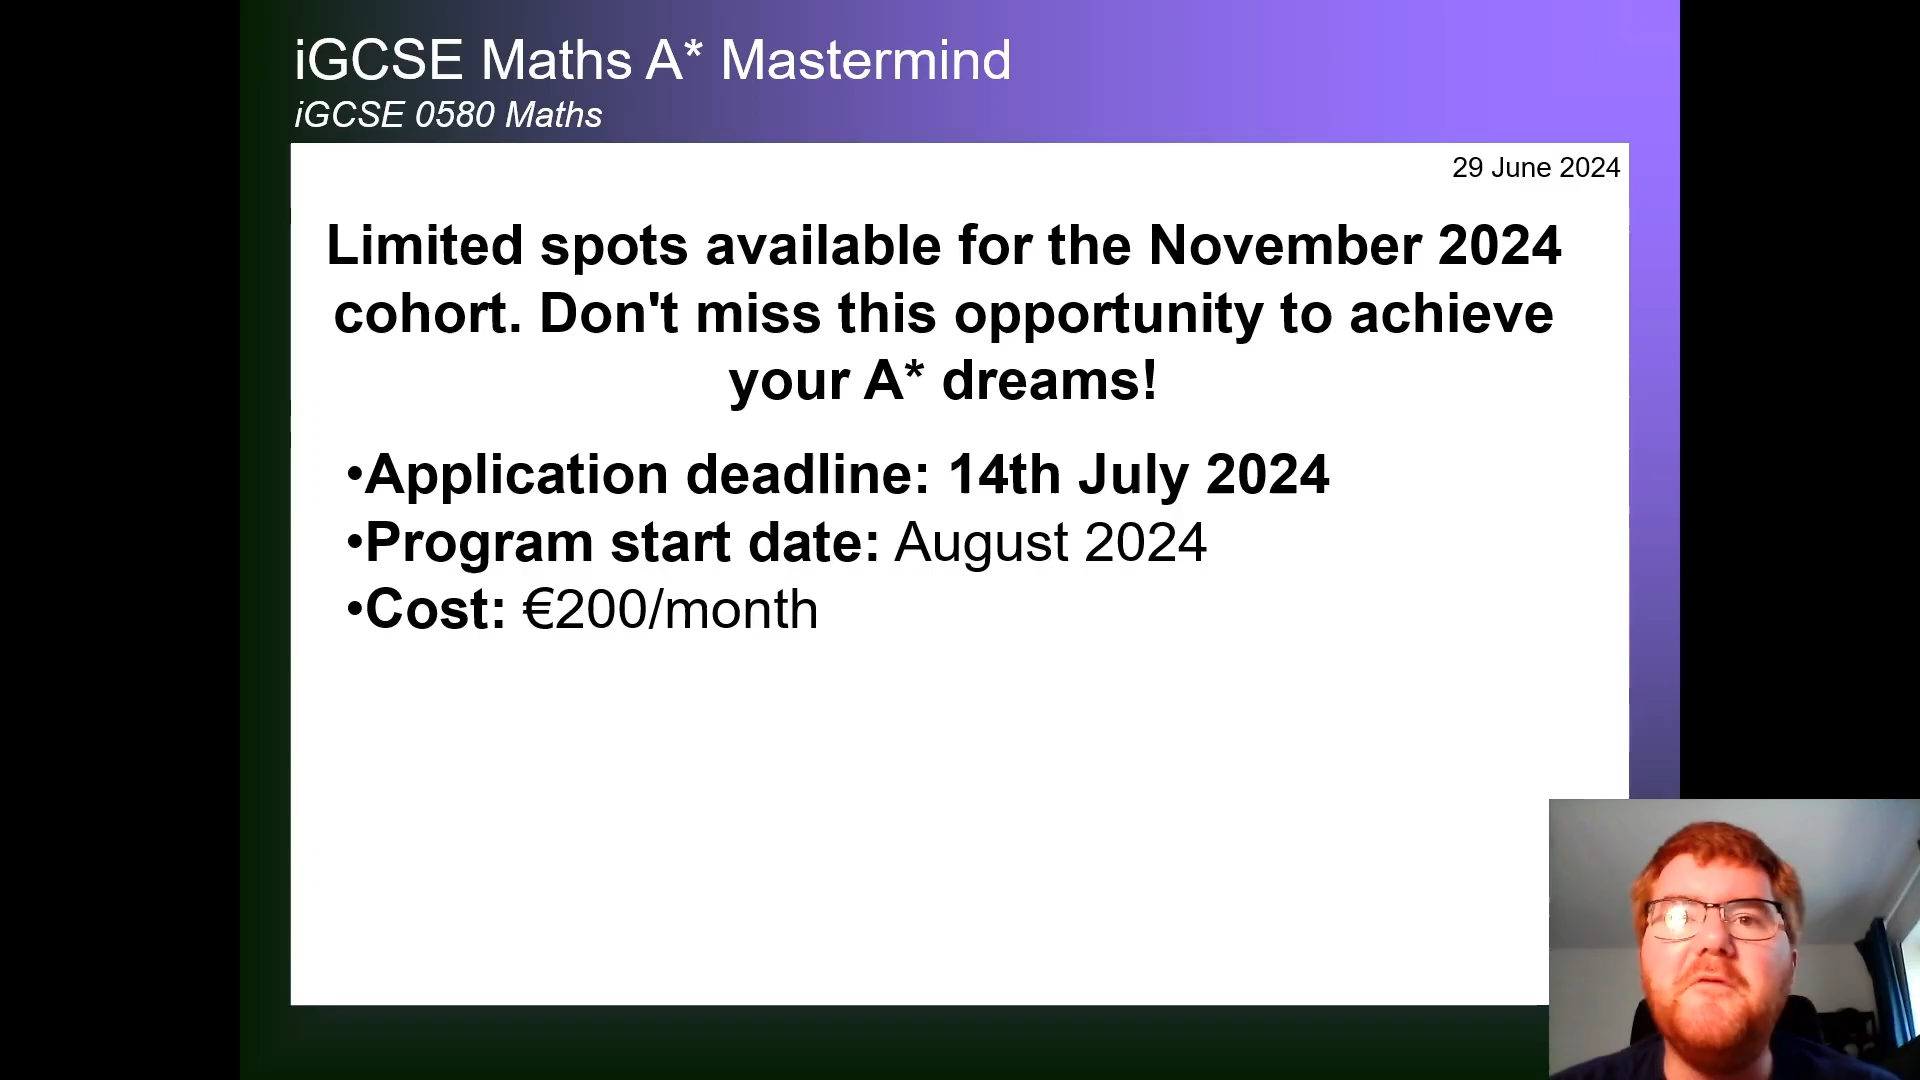 iGCSE Maths A* Mastermind
iGCSE 0580 Maths
29 June 2024
Limited spots available for the November 2024
cohort. Don't miss this opportunity to achieve
your A* dreams!
•Application deadline: 14th July 2024
•Program start date: August 2024
•Cost: €200/month